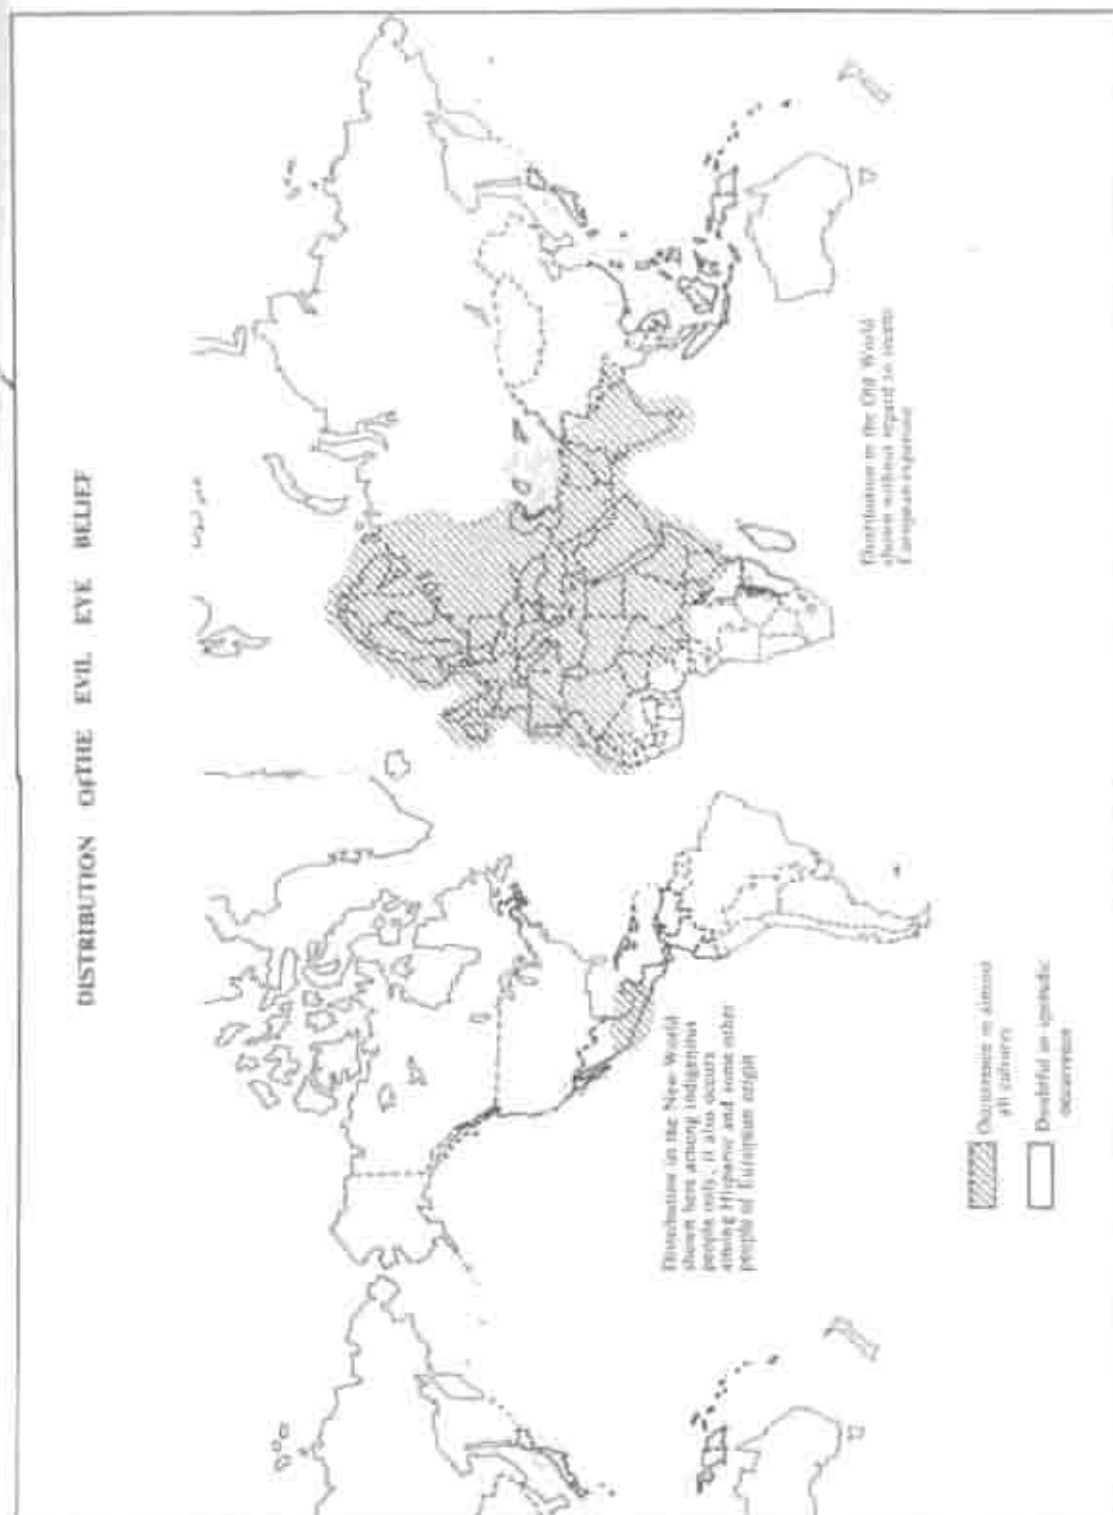 DISTRIBUTION OF THE EVIL EYE BELIEF
Distribution in the Old World
shown without regard to recent
European expansion
Distribution in the New World
shown here among indigenous
people only, it also occurs
among Hispanic and some other
people of European origin
Occurrence in almost
all cultures
Doubtful or sporadic
occurrence